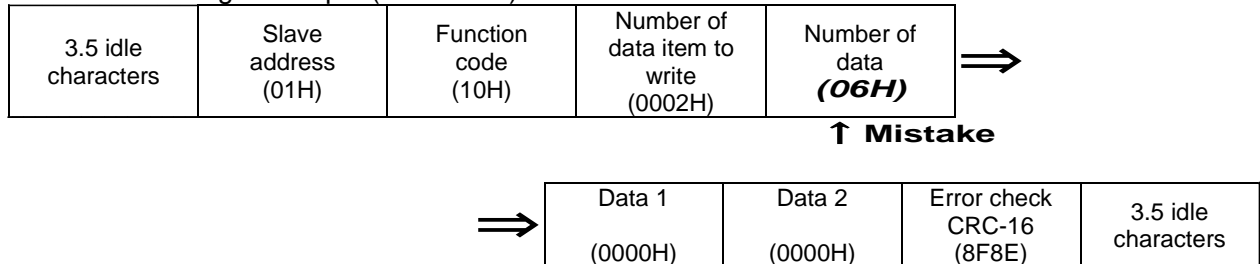 3.5 idle
characters
Slave
address
(01H)
Function
code
(10H)
Number of
data item to
write
(0002H)
Number of
data
(06H)
⇒
↑ Mistake
⇒
Data 1
(0000H)
Data 2
(0000H)
Error check
CRC-16
(8F8E)
3.5 idle
characters